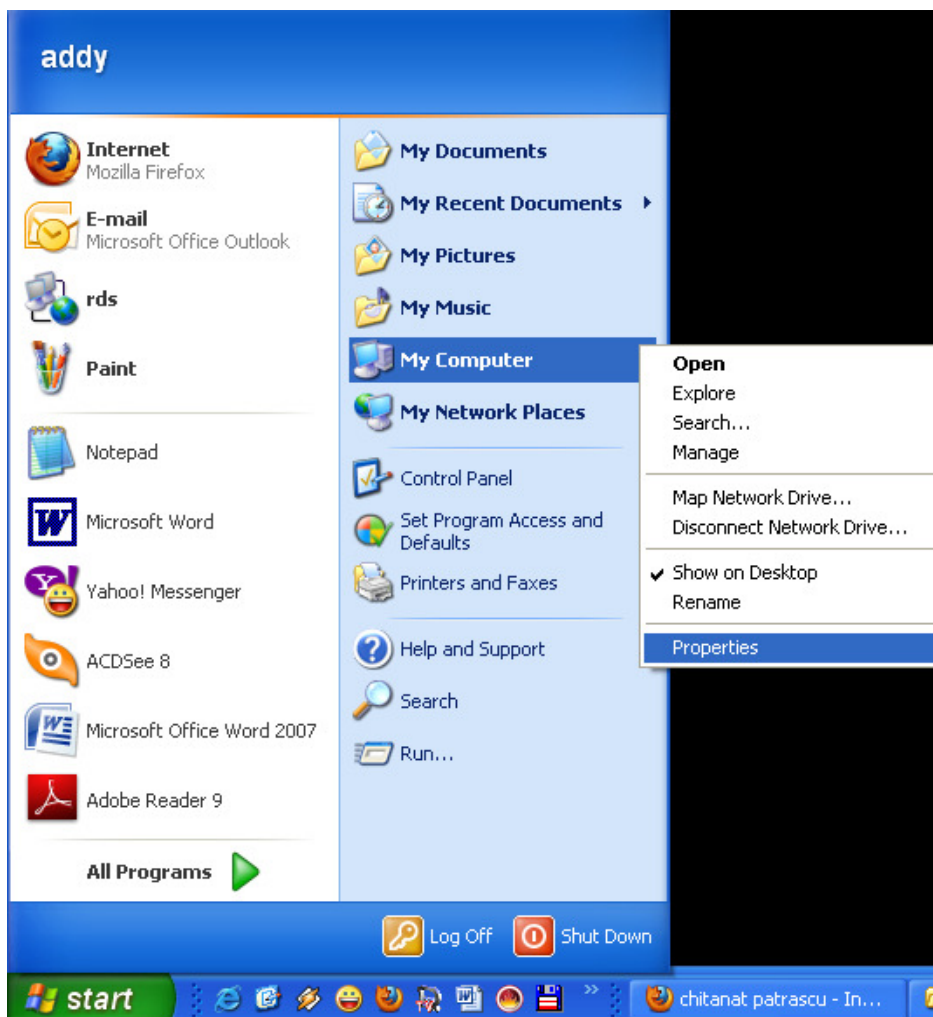 addy
Internet
Mozilla Firefox
E-mail
Microsoft Office Outlook
rds
Paint
Notepad
Microsoft Word
Yahoo! Messenger
ACDSee 8
Microsoft Office Word 2007
Adobe Reader 9
All Programs
My Documents
My Recent Documents
My Pictures
My Music
My Computer
My Network Places
Control Panel
Set Program Access and
Defaults
Printers and Faxes
Help and Support
Search
Run...
Open
Explore
Search...
Manage
Map Network Drive...
Disconnect Network Drive...
Show on Desktop
Rename
Properties
Log Off
Shut Down
start
chitanat patrascu - In...